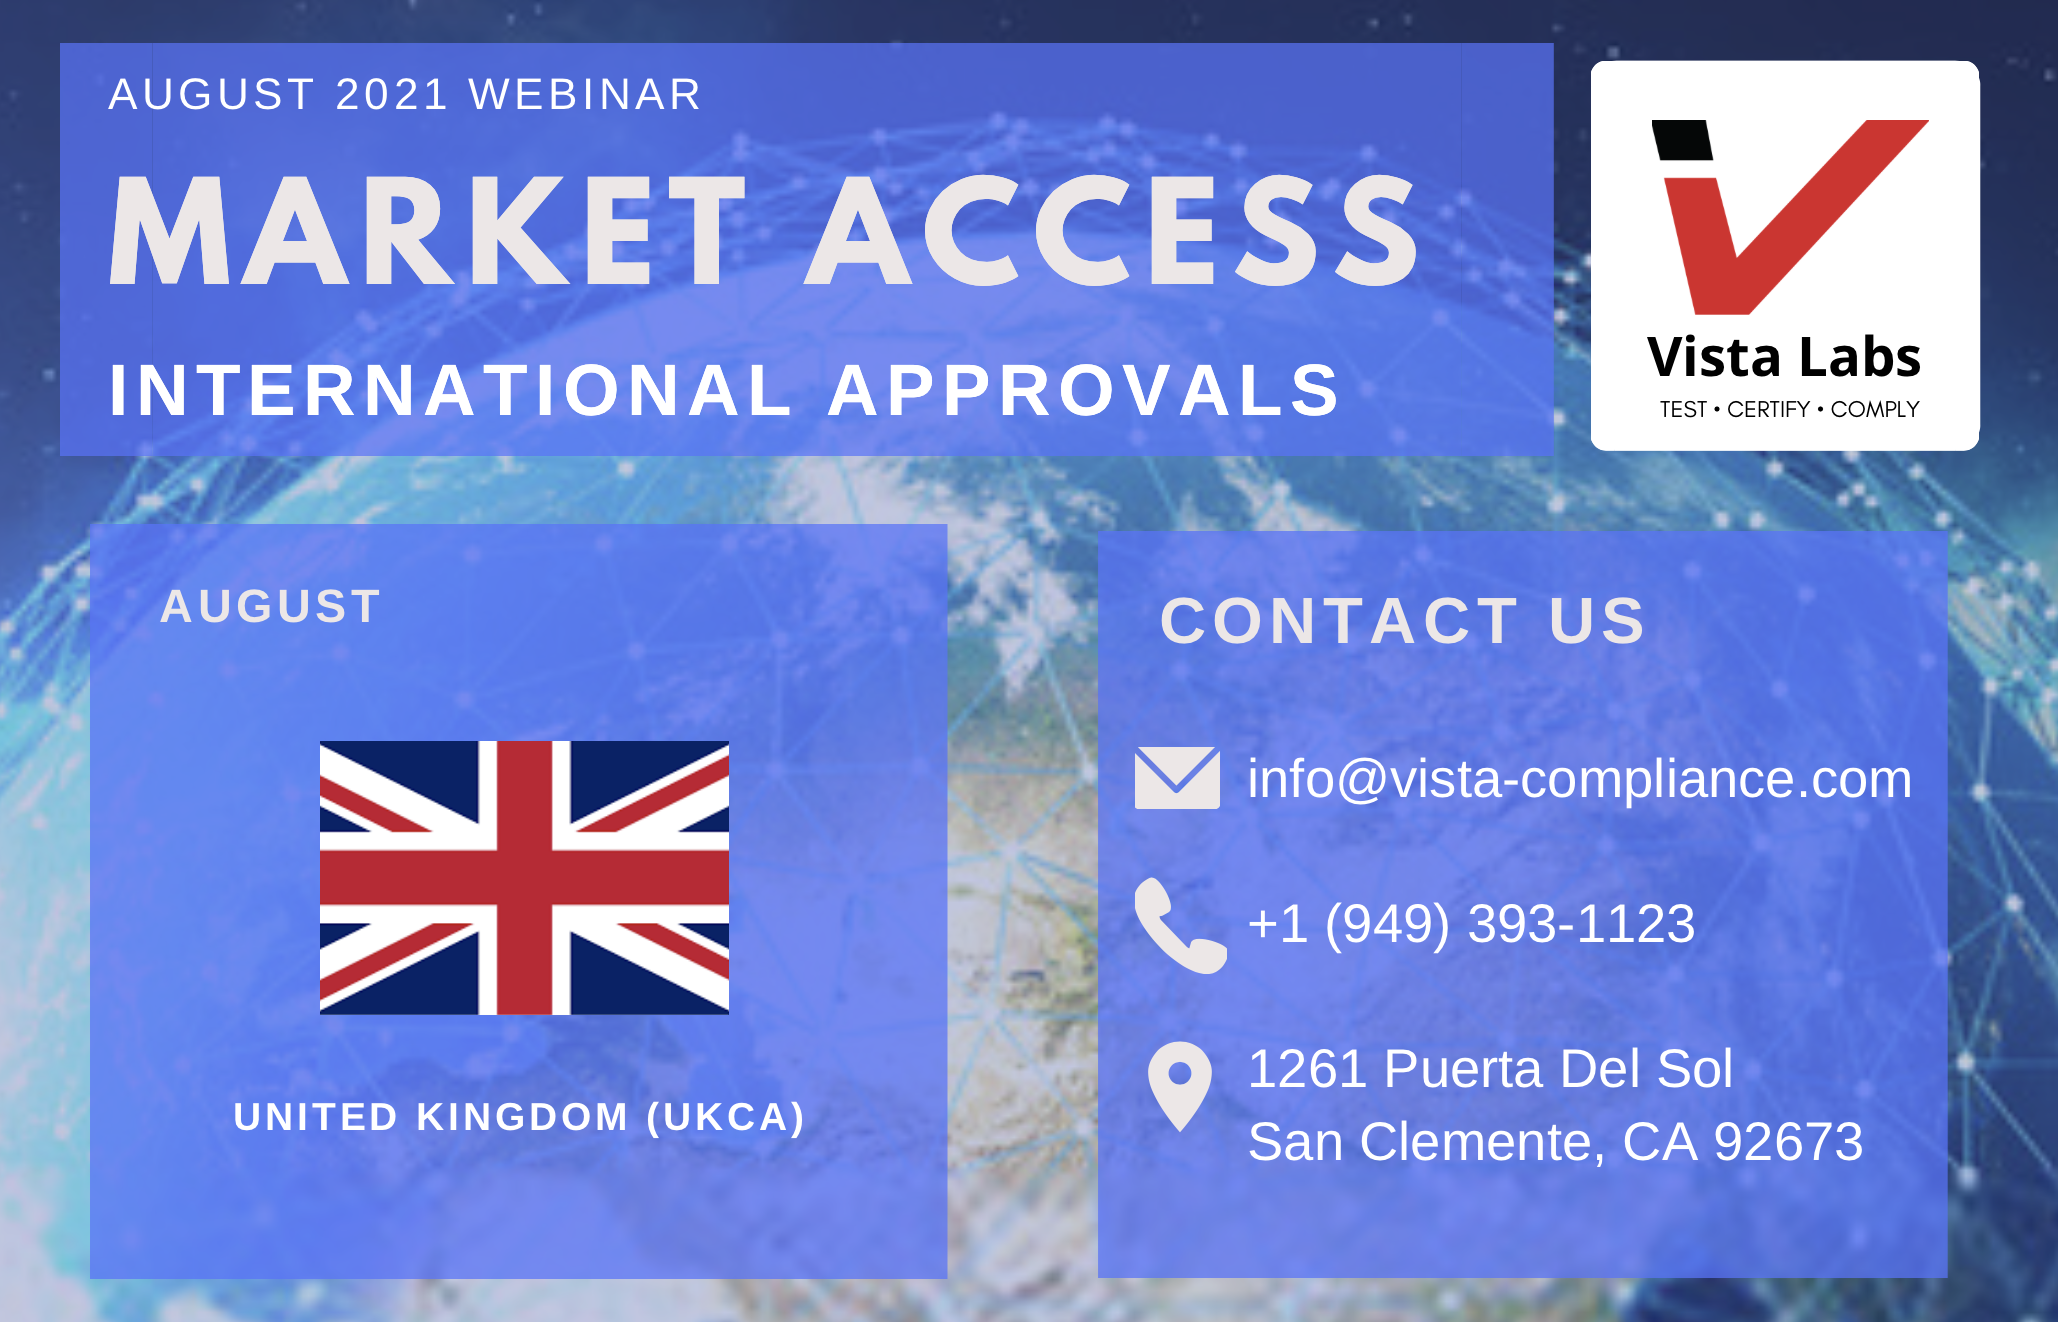 AUGUST 2021 WEBINAR
MARKET ACCESS
INTERNATIONAL APPROVALS
Vista Labs
TEST • CERTIFY • COMPLY
AUGUST
UNITED KINGDOM (UKCA)
CONTACT US
info@vista-compliance.com
+1 (949) 393-1123
1261 Puerta Del Sol
San Clemente, CA 92673